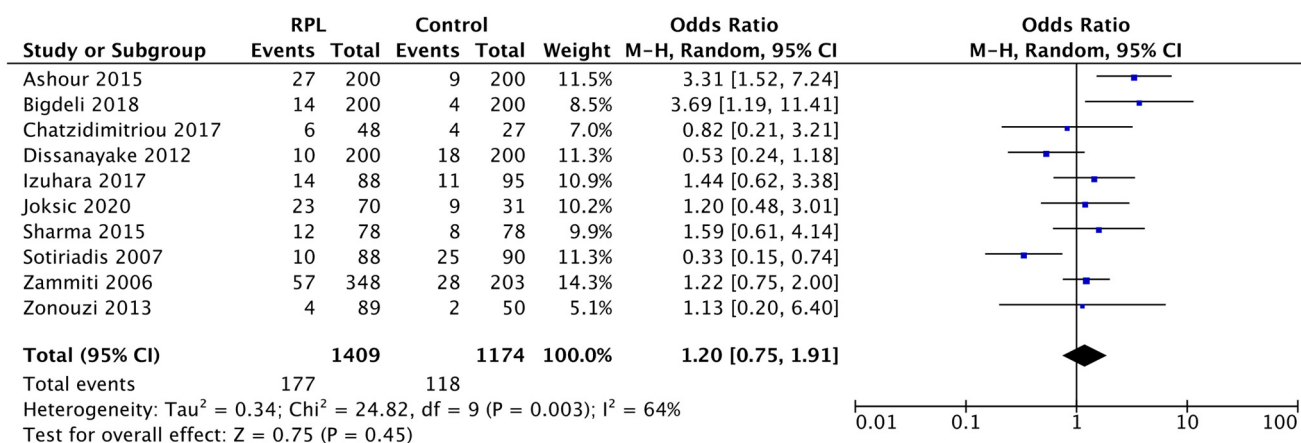 RPL Control Odds Ratio Odds Ratio
Study or Subgroup Events Total Events Total Weight M-H, Random, 95% CI M-H, Random, 95% CI
Ashour 2015 27 200 9 200 11.5% 3.31 [1.52, 7.24]
Bigdeli 2018 14 200 4 200 8.5% 3.69 [1.19, 11.41]
Chatzidimitriou 2017 6 48 4 27 7.0% 0.82 [0.21, 3.21]
Dissanayake 2012 10 200 18 200 11.3% 0.53 [0.24, 1.18]
Izuhara 2017 14 88 11 95 10.9% 1.44 [0.62, 3.38]
Joksic 2020 23 70 9 31 10.2% 1.20 [0.48, 3.01]
Sharma 2015 12 78 8 78 9.9% 1.59 [0.61, 4.14]
Sotiriadis 2007 10 88 25 90 11.3% 0.33 [0.15, 0.74]
Zammiti 2006 57 348 28 203 14.3% 1.22 [0.75, 2.00]
Zonouzi 2013 4 89 2 50 5.1% 1.13 [0.20, 6.40]
Total (95% CI) 1409 1174 100.0% 1.20 [0.75, 1.91]
Total events 177 118
Heterogeneity: Tau² = 0.34; Chi² = 24.82, df = 9 (P = 0.003); I² = 64%
Test for overall effect: Z = 0.75 (P = 0.45)
0.01 0.1 1 10 100